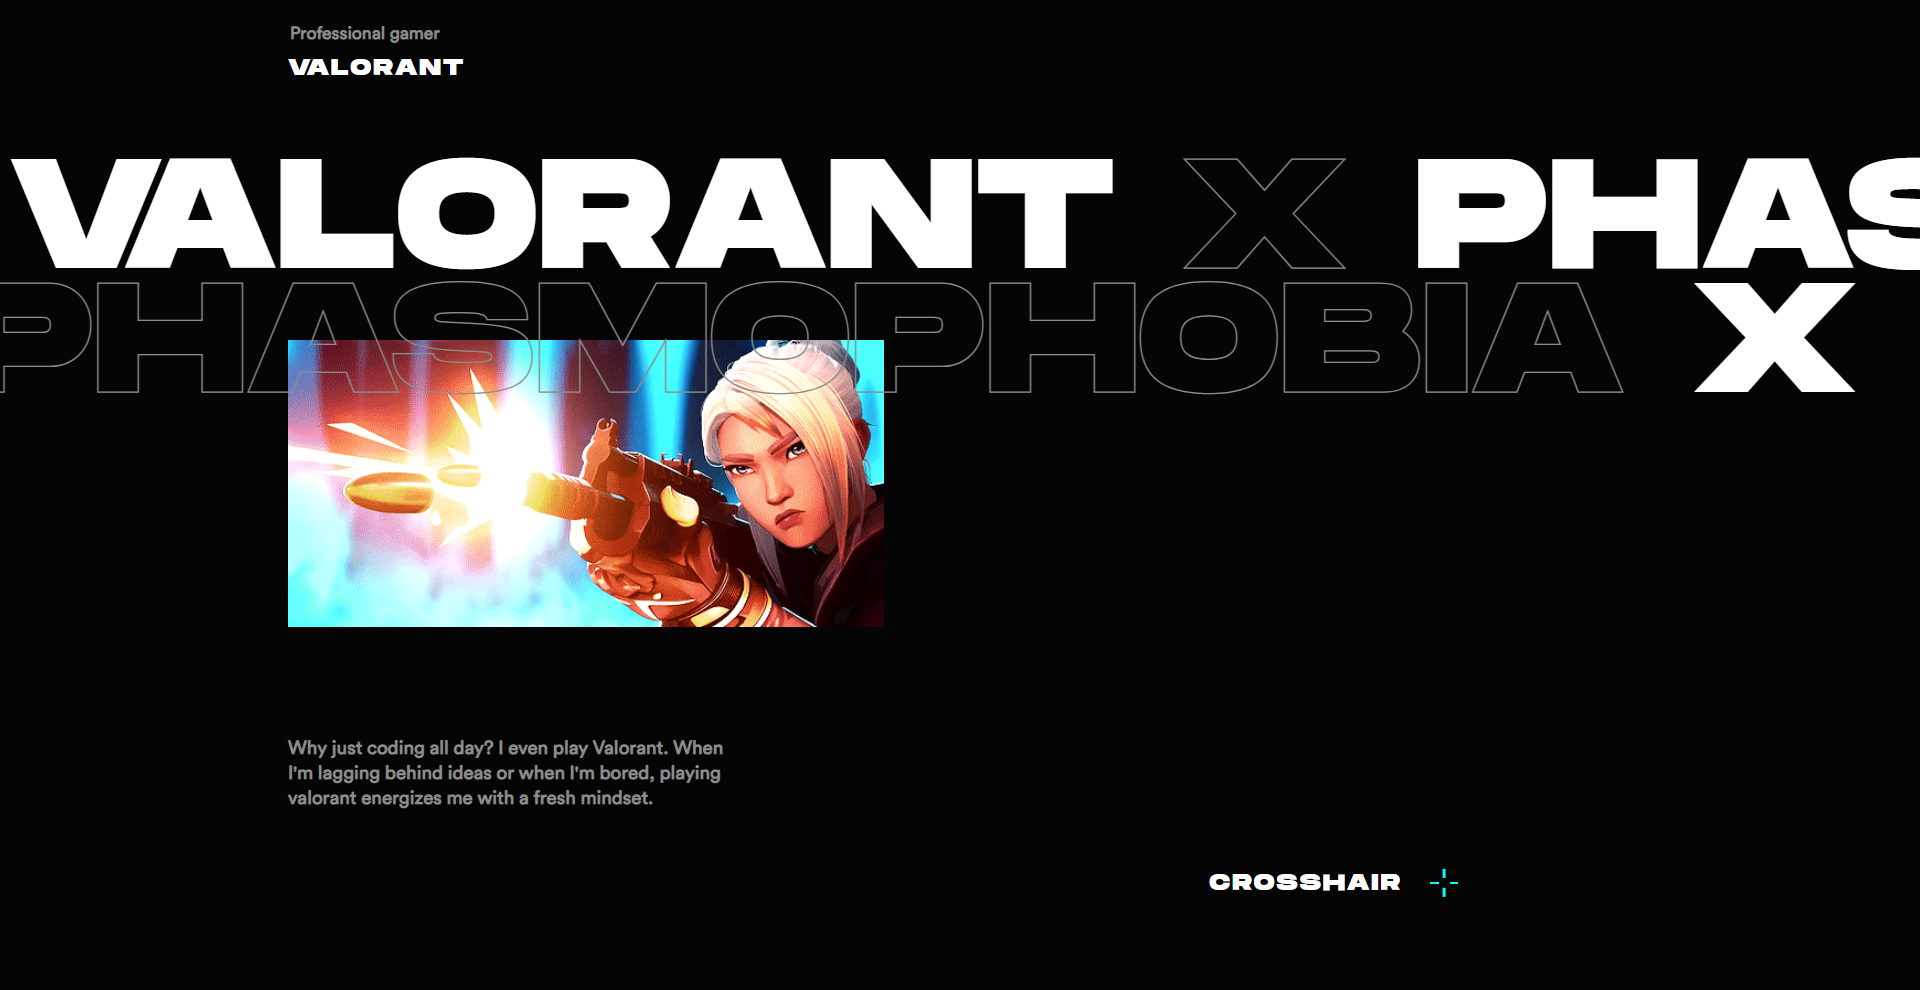 Professional gamer
VALORANT
VALORANT X PHAS
PHASMOPHOBIA X
Why just coding all day? I even play Valorant. When
I'm lagging behind ideas or when I'm bored, playing
valorant energizes me with a fresh mindset.
CROSSHAIR